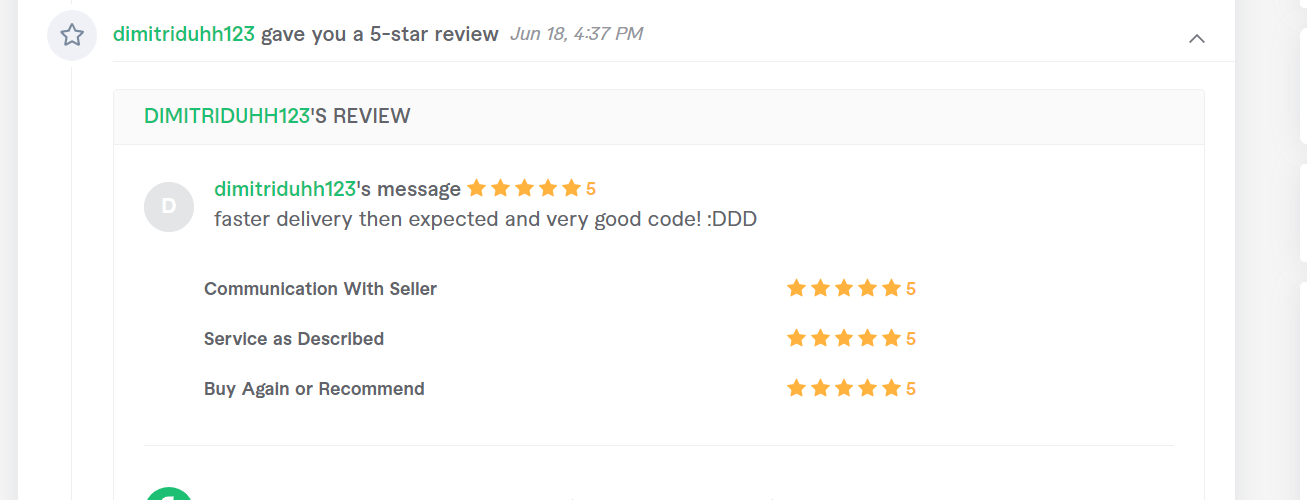 dimitriduhh123 gave you a 5-star review Jun 18, 4:37 PM
DIMITRIDUHH123'S REVIEW
D
dimitriduhh123's message 5
faster delivery then expected and very good code! :DDD
Communication With Seller 5
Service as Described 5
Buy Again or Recommend 5